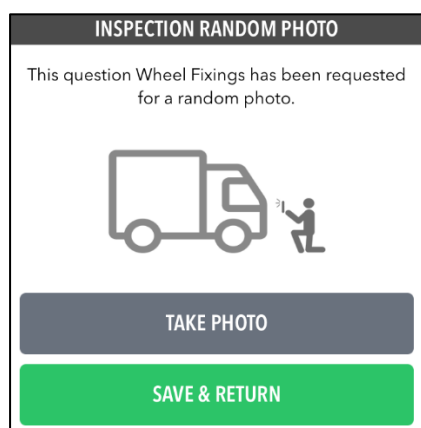 INSPECTION RANDOM PHOTO
This question Wheel Fixings has been requested
for a random photo.
TAKE PHOTO
SAVE & RETURN